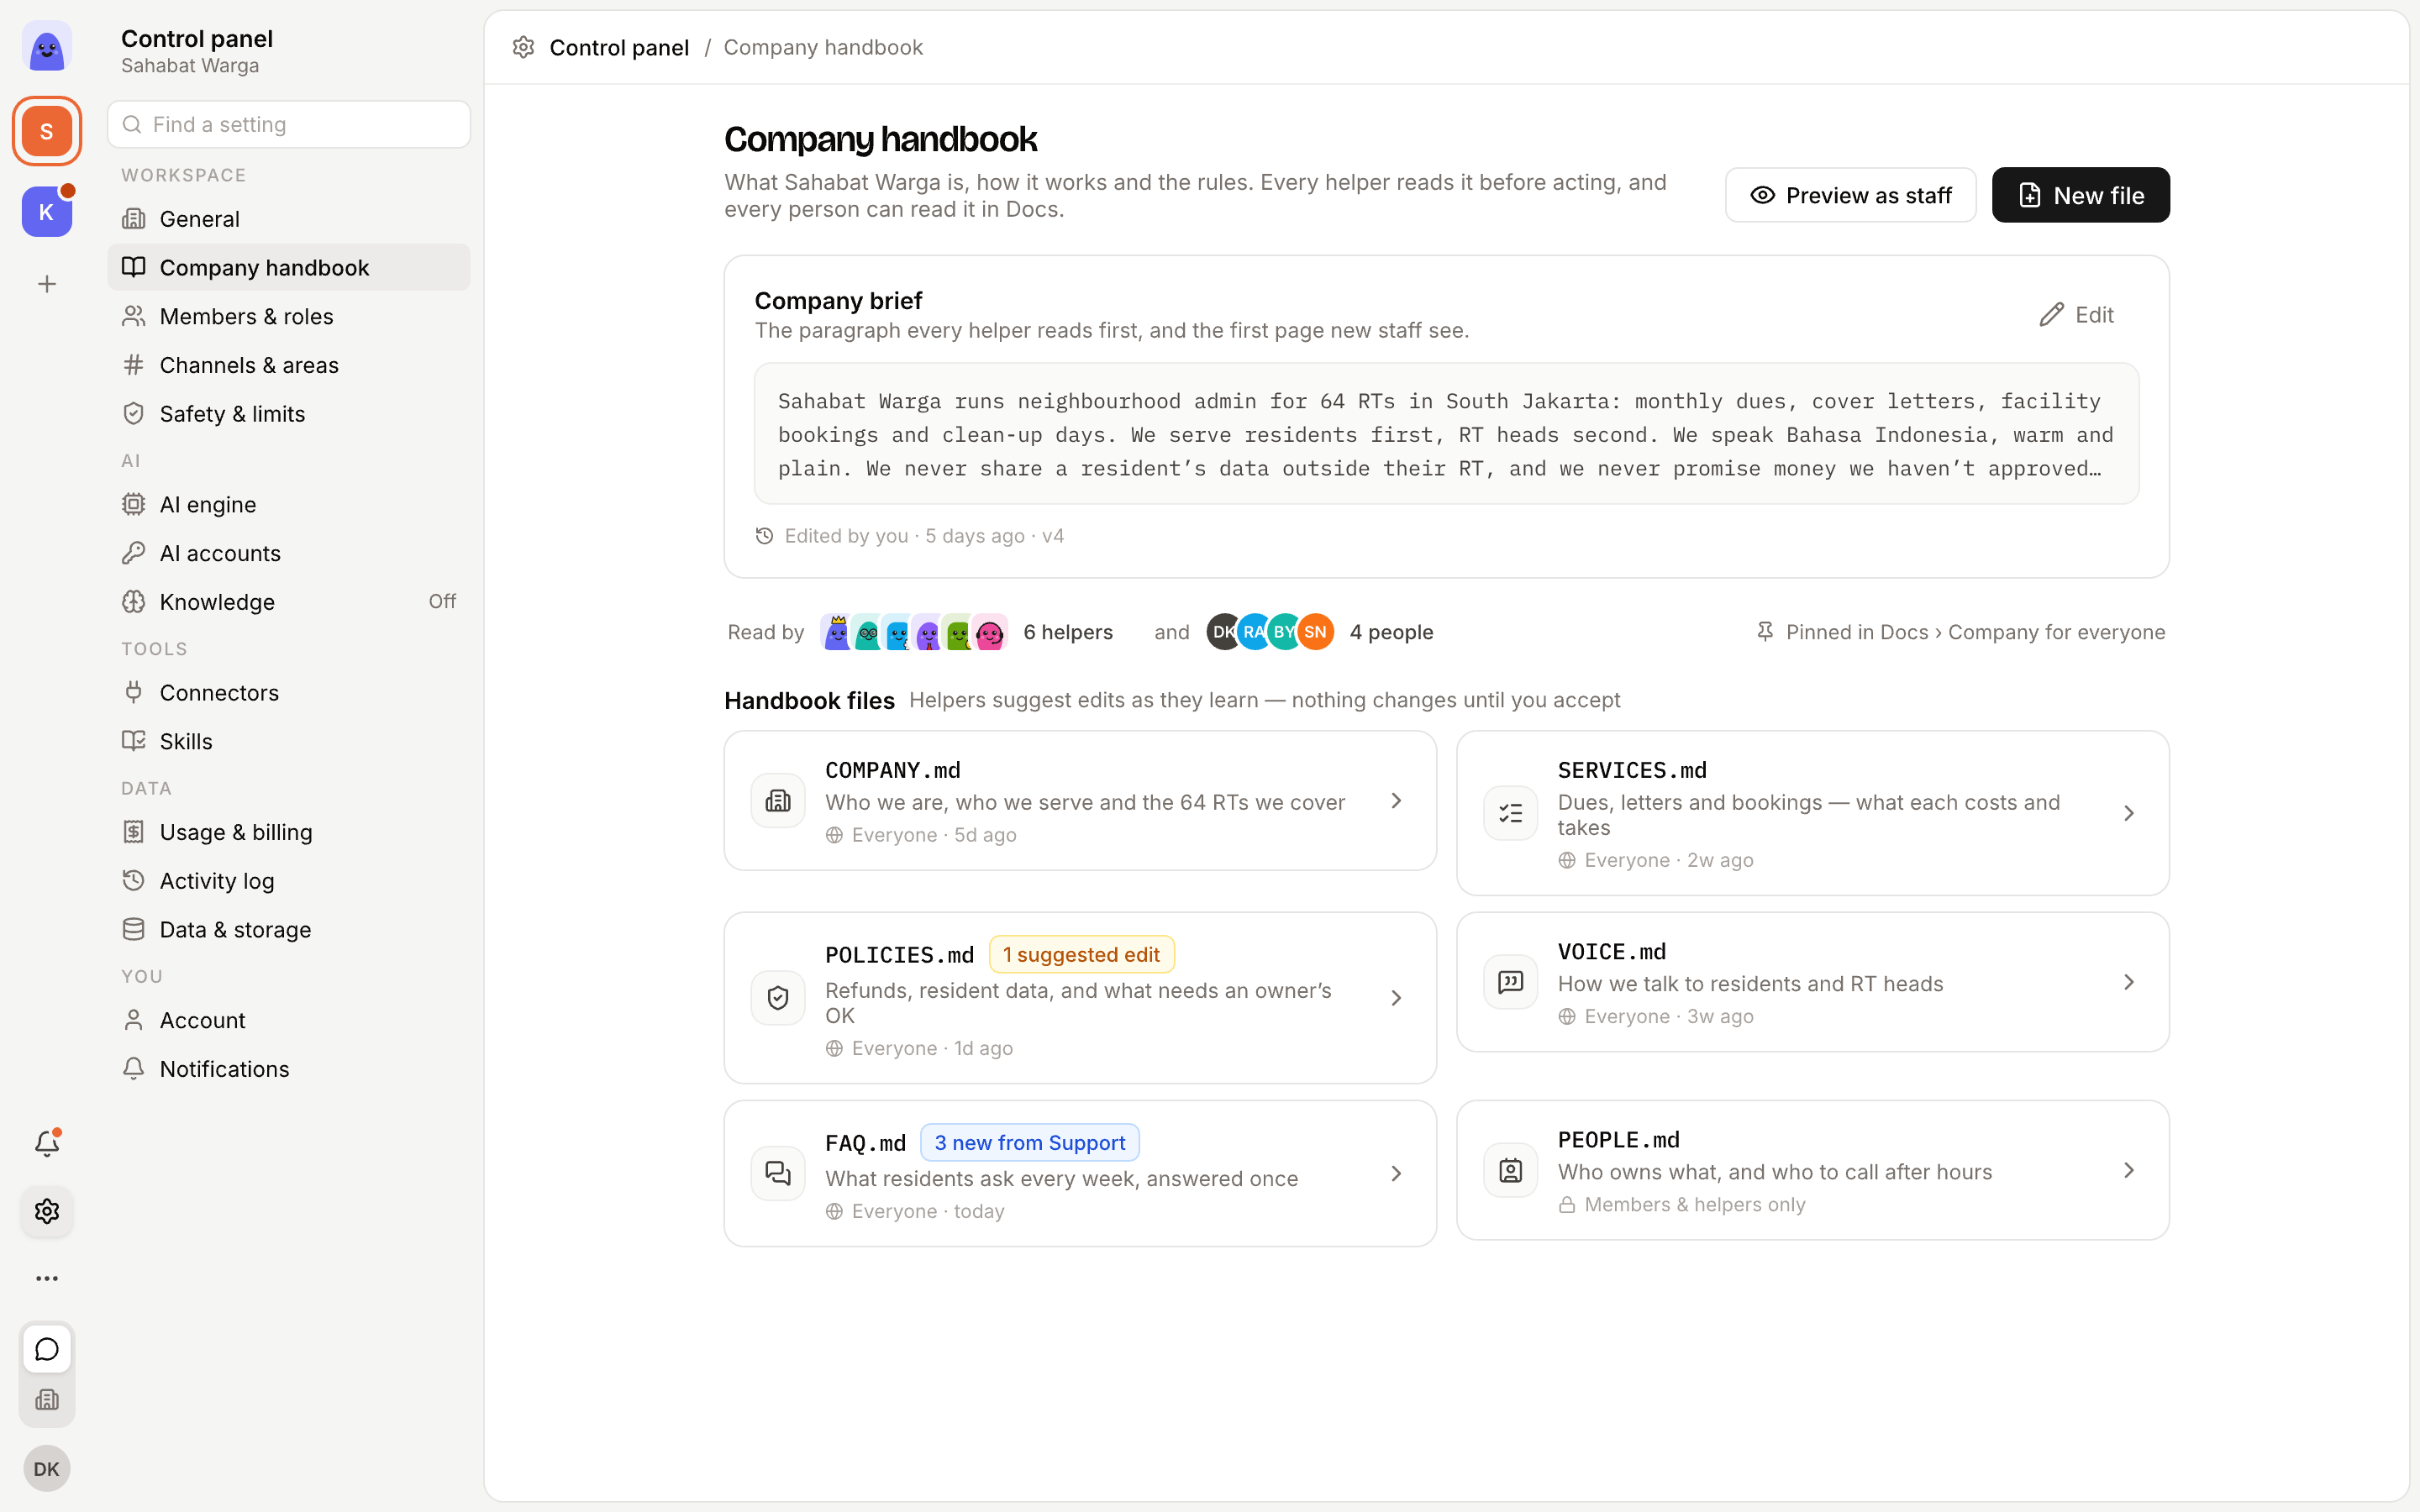 Control panel
Sahabat Warga
S
K
Find a setting
WORKSPACE
General
Company handbook
Members & roles
Channels & areas
Safety & limits
AI
AI engine
AI accounts
Knowledge Off
TOOLS
Connectors
Skills
DATA
Usage & billing
Activity log
Data & storage
YOU
Account
Notifications
DK
Control panel / Company handbook
Company handbook
What Sahabat Warga is, how it works and the rules. Every helper reads it before acting, and
every person can read it in Docs.
Preview as staff
New file
Company brief
The paragraph every helper reads first, and the first page new staff see.
Edit
Sahabat Warga runs neighbourhood admin for 64 RTs in South Jakarta: monthly dues, cover letters, facility
bookings and clean-up days. We serve residents first, RT heads second. We speak Bahasa Indonesia, warm and
plain. We never share a resident’s data outside their RT, and we never promise money we haven’t approved…
Edited by you · 5 days ago · v4
Read by 6 helpers and DK RA BY SN 4 people
Pinned in Docs › Company for everyone
Handbook files Helpers suggest edits as they learn — nothing changes until you accept
COMPANY.md
Who we are, who we serve and the 64 RTs we cover
Everyone · 5d ago
SERVICES.md
Dues, letters and bookings — what each costs and
takes
Everyone · 2w ago
POLICIES.md 1 suggested edit
Refunds, resident data, and what needs an owner’s
OK
Everyone · 1d ago
VOICE.md
How we talk to residents and RT heads
Everyone · 3w ago
FAQ.md 3 new from Support
What residents ask every week, answered once
Everyone · today
PEOPLE.md
Who owns what, and who to call after hours
Members & helpers only